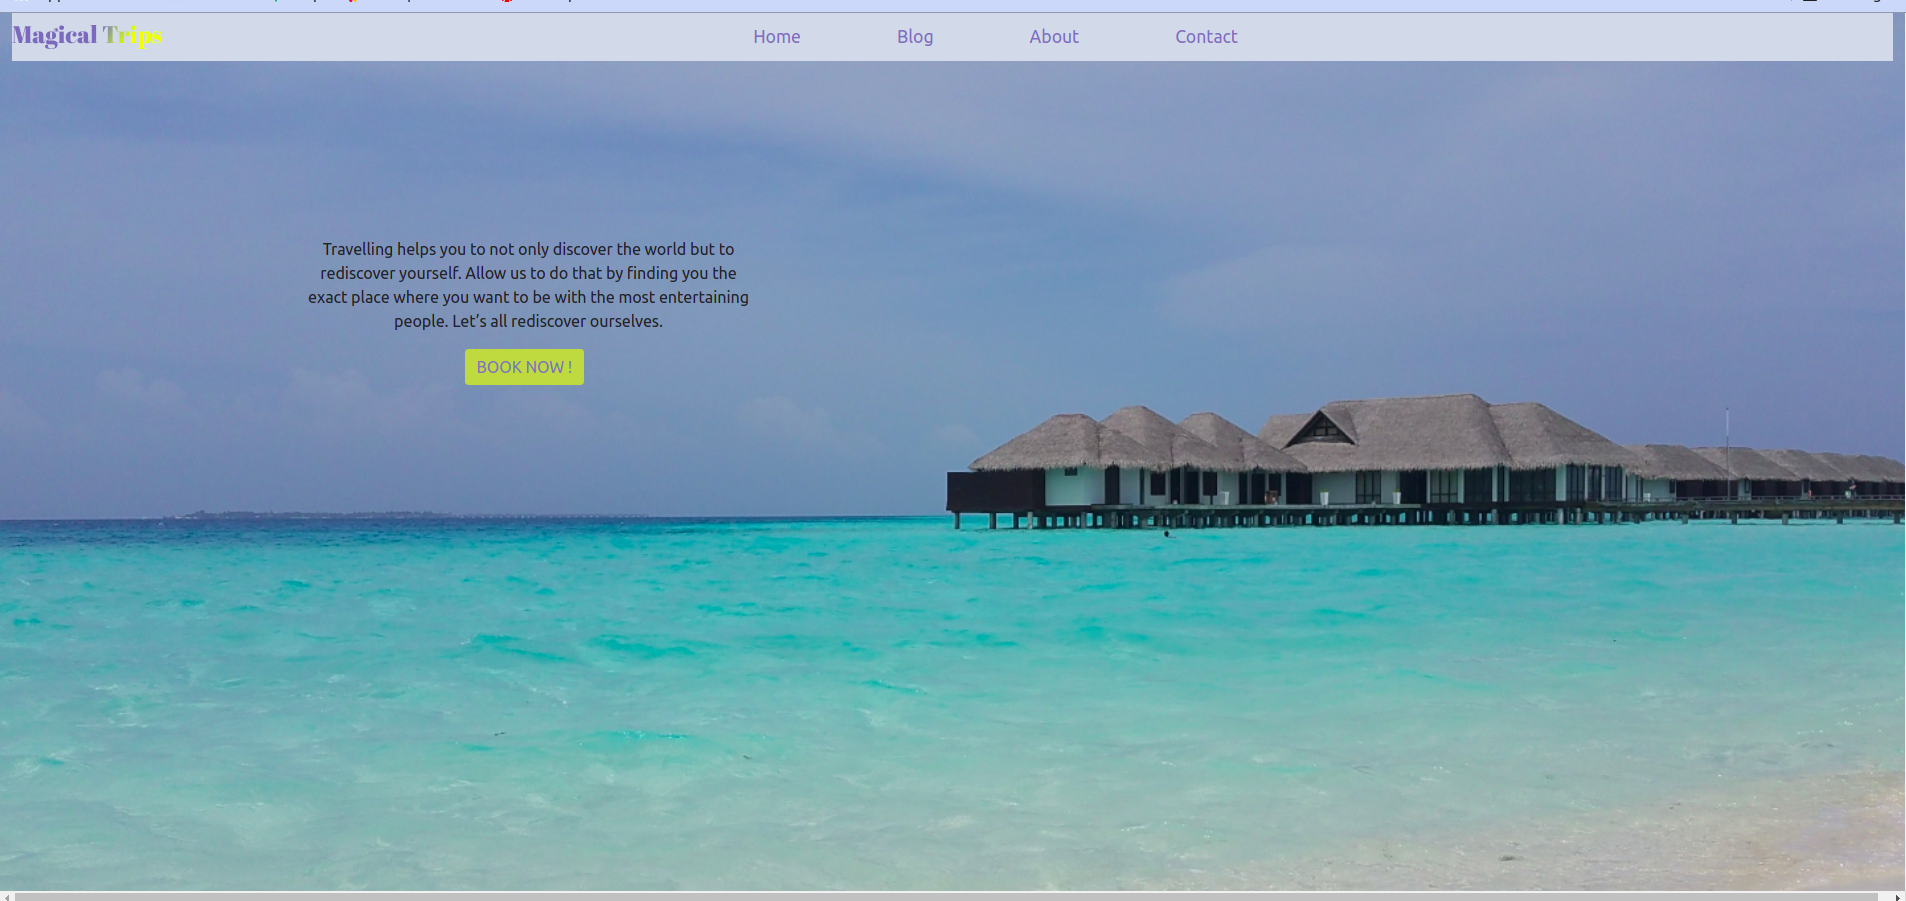 Magical Trips
Home Blog About Contact
Travelling helps you to not only discover the world but to
rediscover yourself. Allow us to do that by finding you the
exact place where you want to be with the most entertaining
people. Let’s all rediscover ourselves.
BOOK NOW !